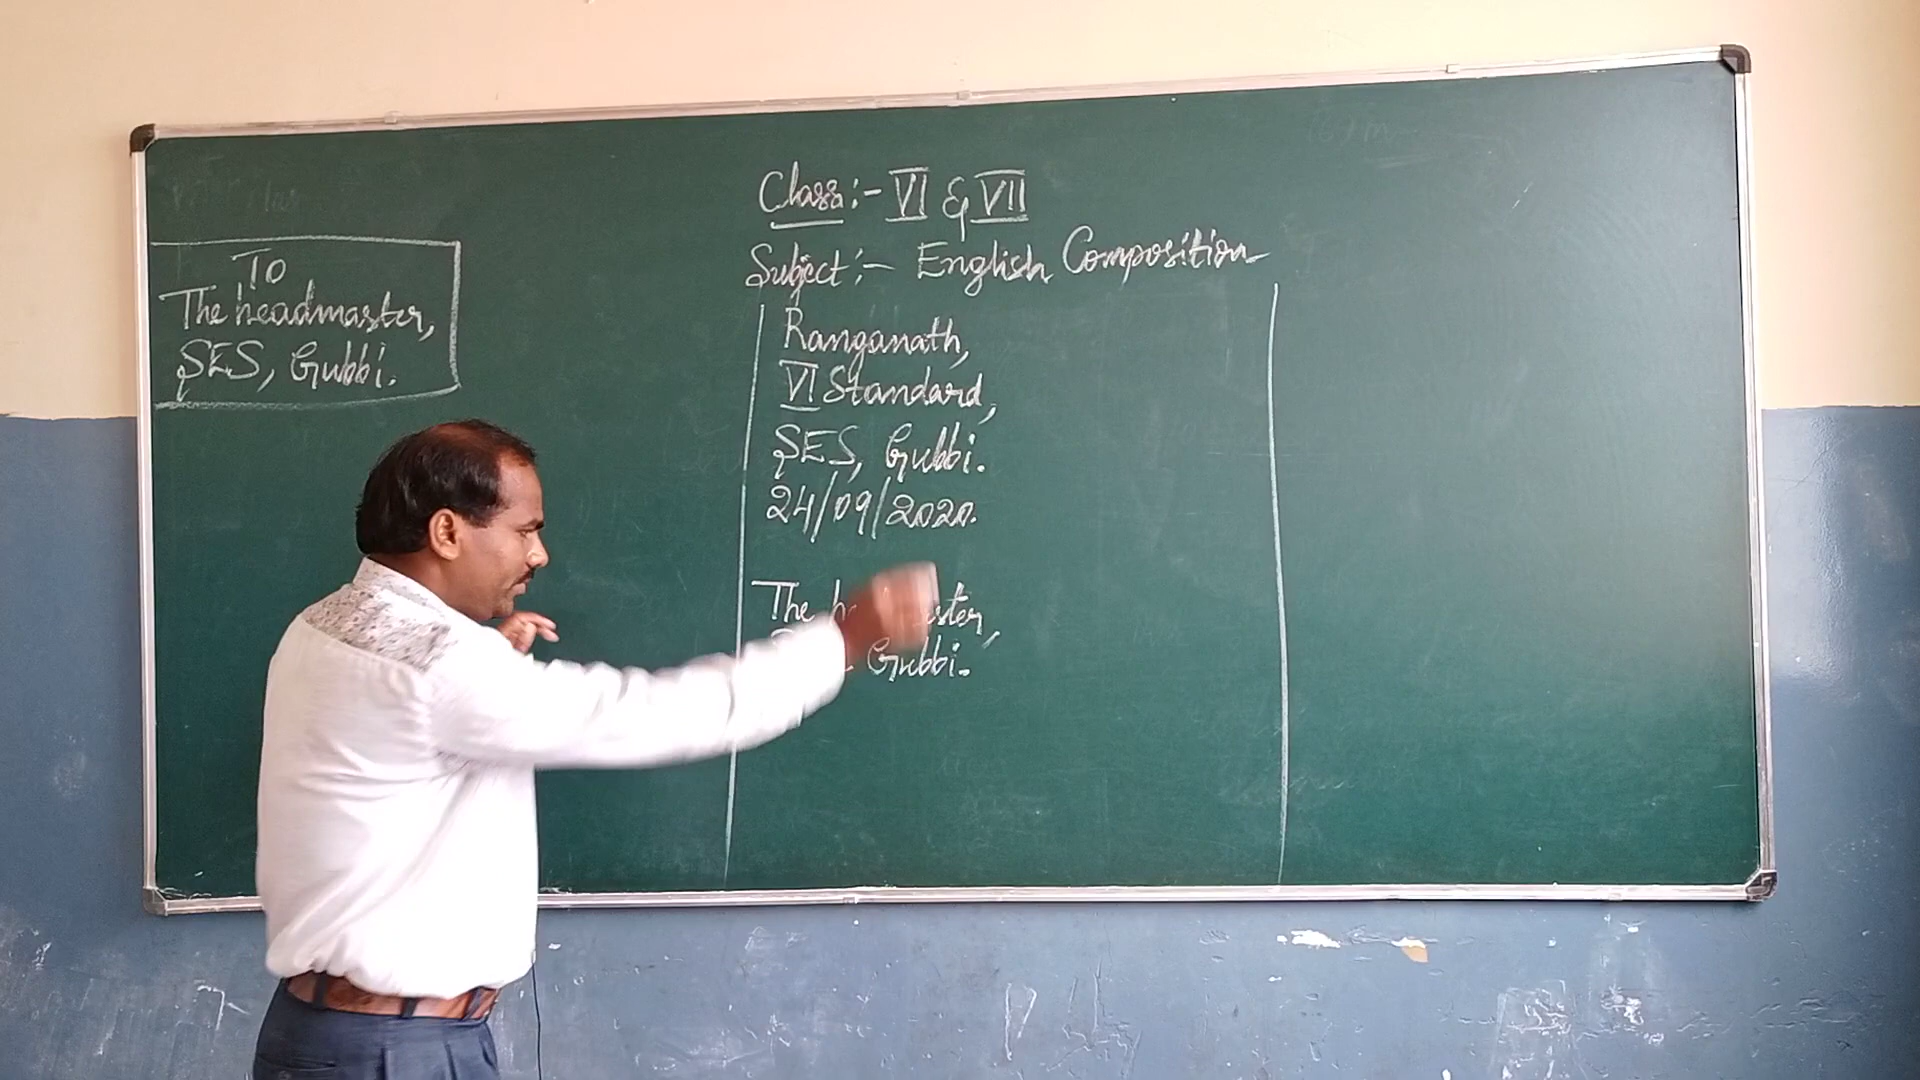 Class:- VI & VII
Subject:- English Composition
TO
The headmaster,
SES, Gubbi.
Ranganath,
VI Standard,
SES, Gubbi.
24/09/2020.
The
Gubbi.